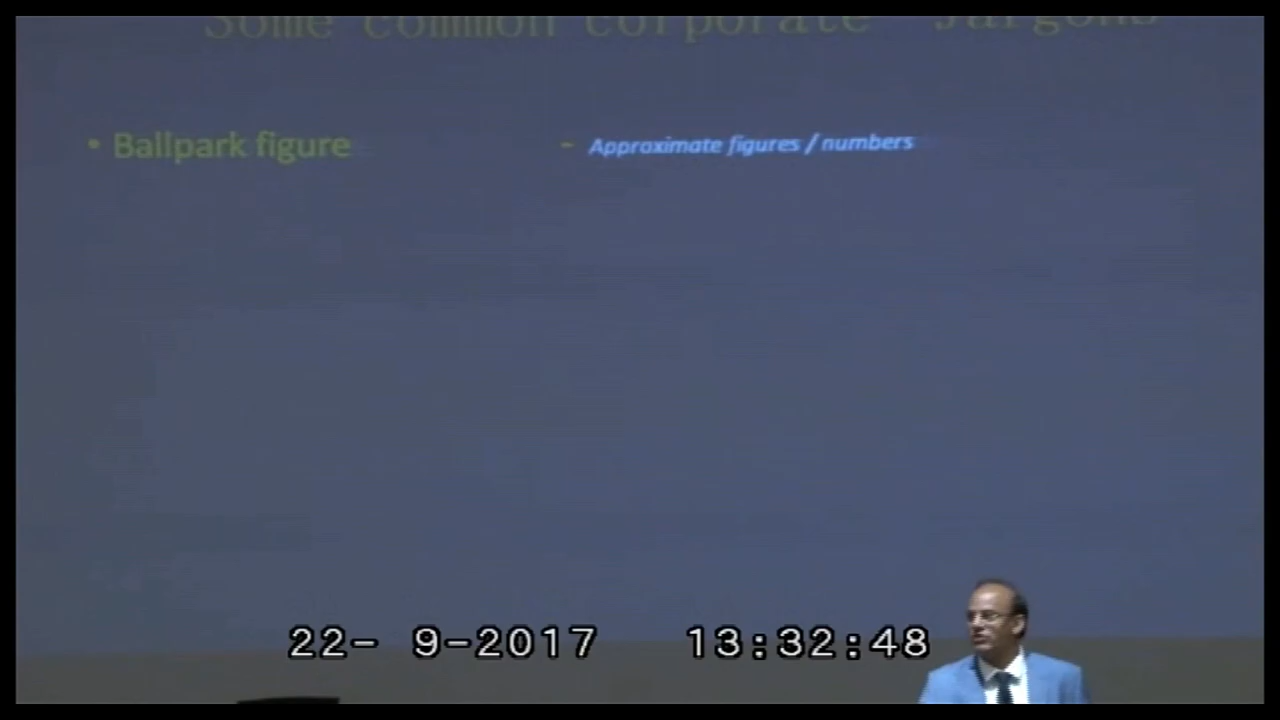 Some common corporate "Jargons"
• Ballpark figure - Approximate figures / numbers
22- 9-2017 13:32:48